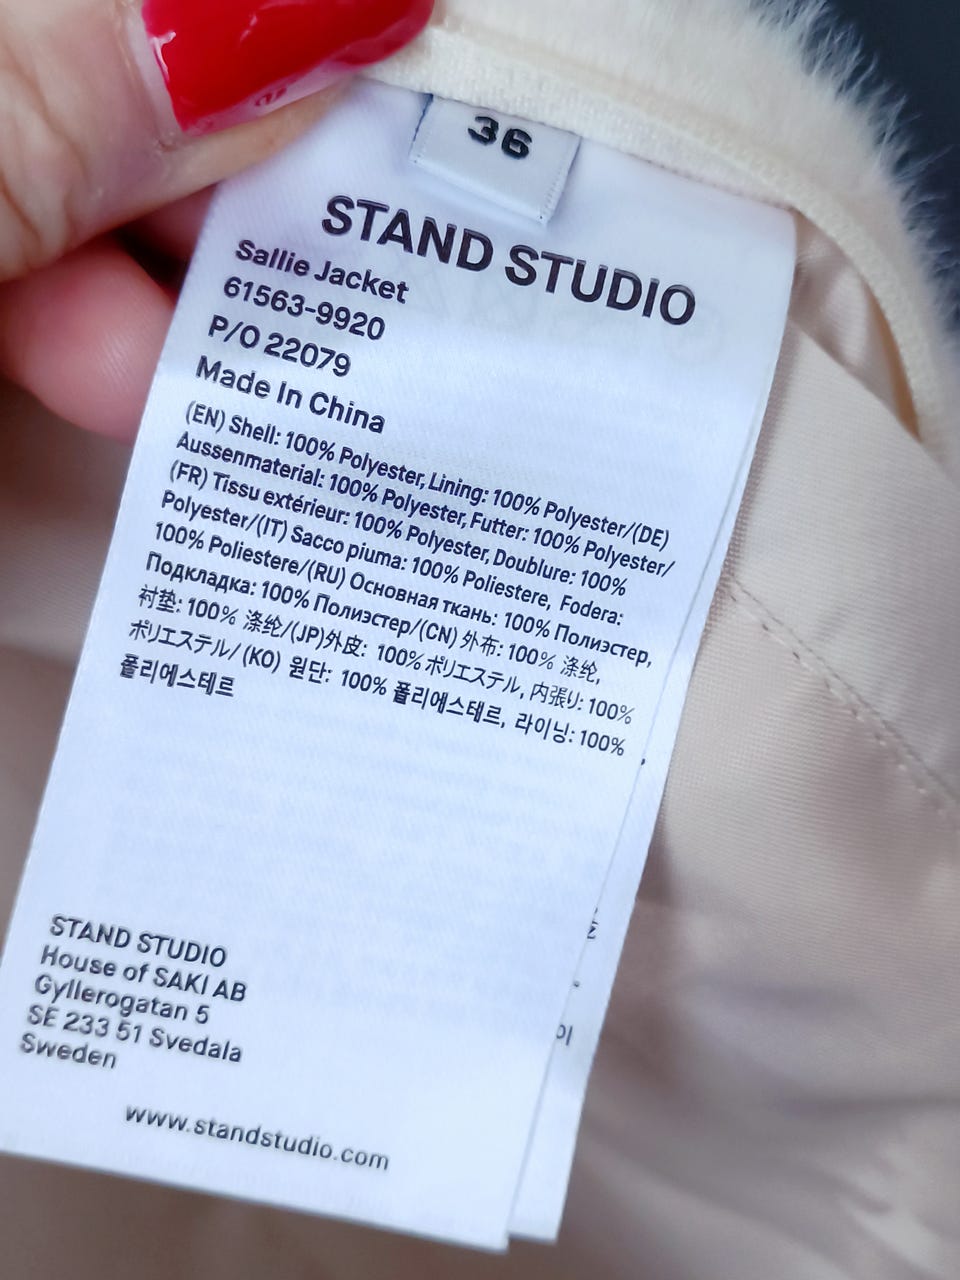 36
STAND STUDIO
Sallie Jacket
61563-9920
P/O 22079
Made In China
(EN) Shell: 100% Polyester, Lining: 100% Polyester/(DE)
Aussenmaterial: 100% Polyester, Futter: 100% Polyester/
(FR) Tissu extérieur: 100% Polyester, Doublure: 100%
Polyester/(IT) Sacco piuma: 100% Poliestere, Fodera:
100% Poliestere/(RU) Основная ткань: 100% Полиэстер,
Подкладка: 100% Полиэстер/(CN) 外布: 100% 涤纶,
衬垫: 100% 涤纶/(JP)外皮: 100% ポリエステル, 内張り: 100%
ポリエステル/ (KO) 원단: 100% 폴리에스테르, 라이닝: 100%
폴리에스테르
STAND STUDIO
House of SAKI AB
Gyllerogatan 5
SE 233 51 Svedala
Sweden
www.standstudio.com